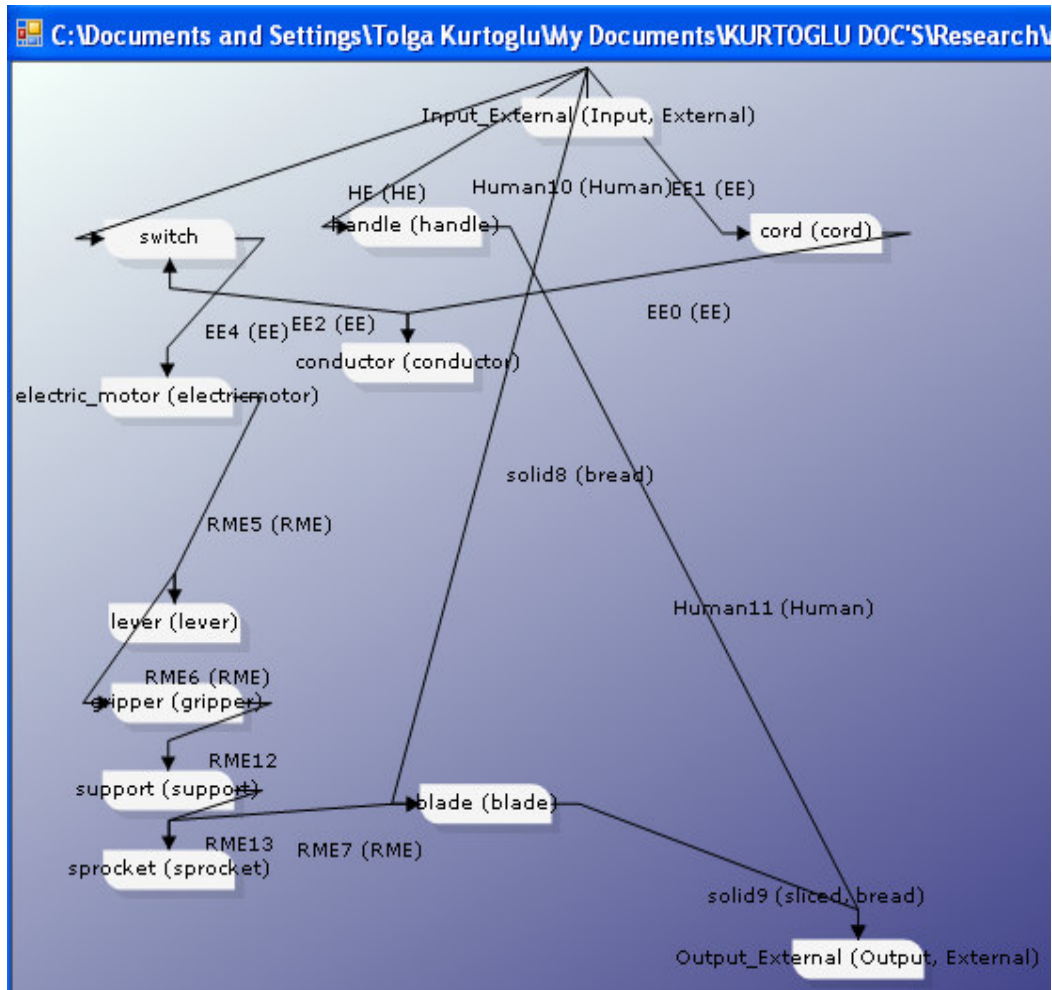 C:\Documents and Settings\Tolga Kurtoglu\My Documents\KURTOGLU DOC'S\Research\
Input_External (Input, External)
HE (HE)
Human10 (Human)
EE1 (EE)
switch
handle (handle)
cord (cord)
EE4 (EE)
EE2 (EE)
EE0 (EE)
conductor (conductor)
electric_motor (electricmotor)
solid8 (bread)
RME5 (RME)
lever (lever)
Human11 (Human)
RME6 (RME)
gripper (gripper)
RME12
support (support)
blade (blade)
RME13
RME7 (RME)
sprocket (sprocket)
solid9 (sliced, bread)
Output_External (Output, External)